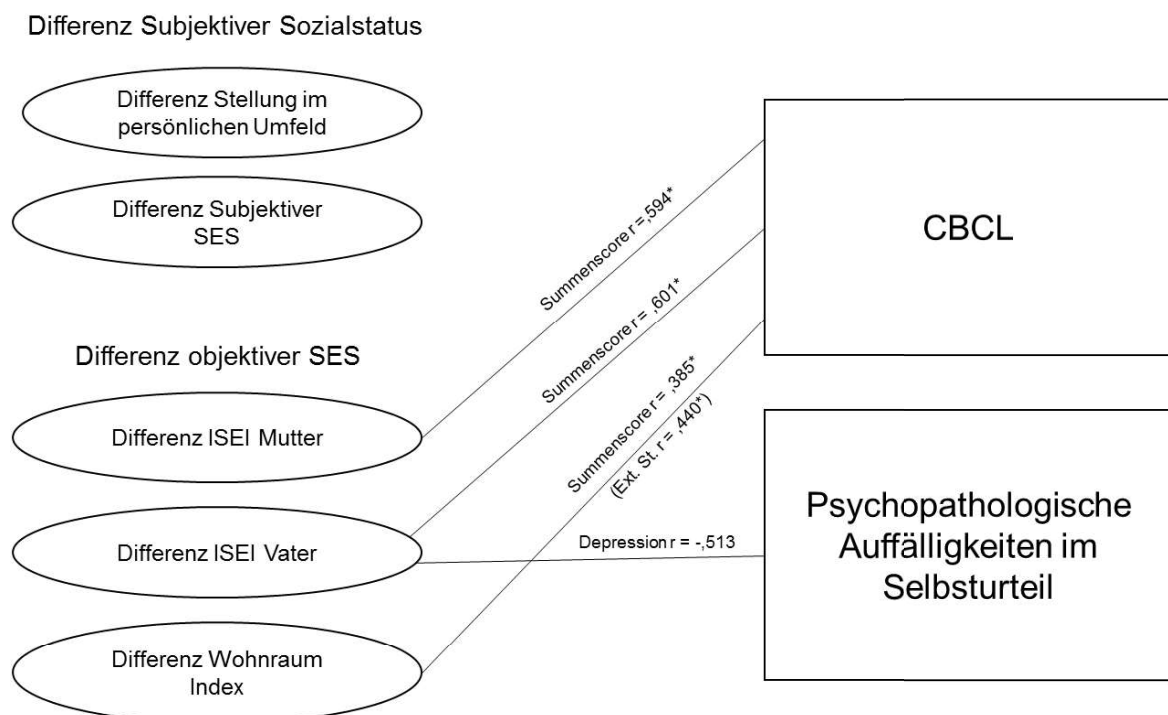 Differenz Subjektiver Sozialstatus
Differenz Stellung im
persönlichen Umfeld
Differenz Subjektiver
SES
Differenz objektiver SES
Differenz ISEI Mutter
Differenz ISEI Vater
Differenz Wohnraum
Index
Summenscore r =,594*
Summenscore r = ,601*
Summenscore r = ,385*
(Ext. St. r = ,440*)
Depression r = -,513
CBCL
Psychopathologische
Auffälligkeiten im
Selbsturteil